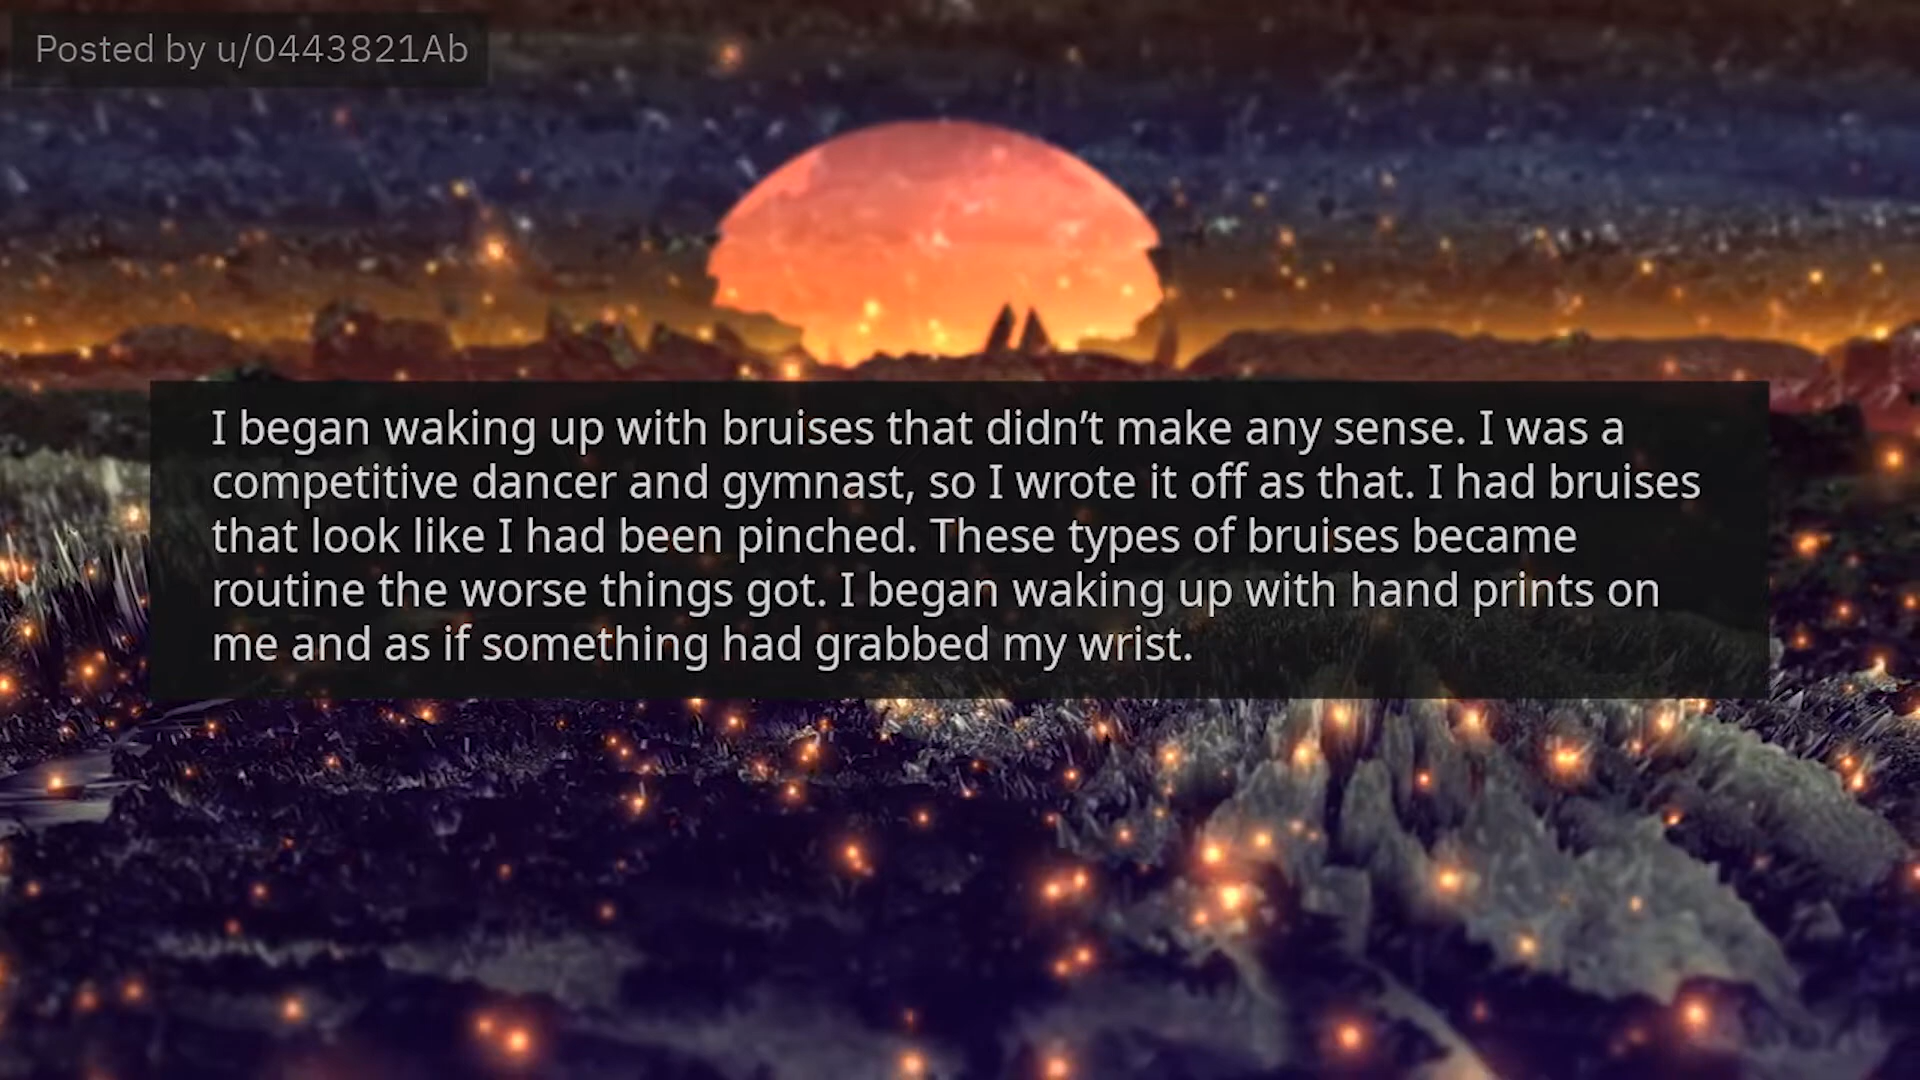 Posted by u/0443821Ab
I began waking up with bruises that didn’t make any sense. I was a
competitive dancer and gymnast, so I wrote it off as that. I had bruises
that look like I had been pinched. These types of bruises became
routine the worse things got. I began waking up with hand prints on
me and as if something had grabbed my wrist.